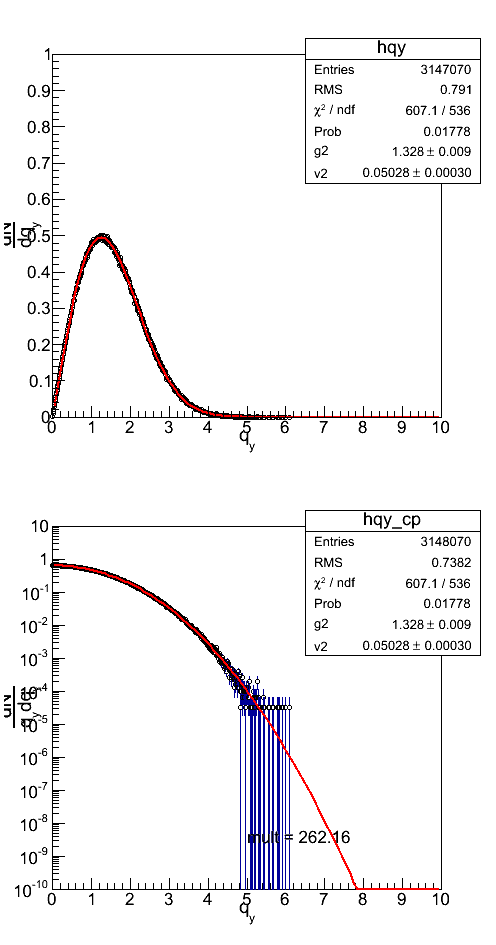 hqy
Entries 3147070
RMS 0.791
χ² / ndf 607.1 / 536
Prob 0.01778
g2 1.328 ± 0.009
v2 0.05028 ± 0.00030
1
0.9
0.8
0.7
0.6
0.5
0.4
0.3
0.2
0.1
0
dN
dq_y
0 1 2 3 4 5 6 7 8 9 10
q_y
hqy_cp
Entries 3148070
RMS 0.7382
χ² / ndf 607.1 / 536
Prob 0.01778
g2 1.328 ± 0.009
v2 0.05028 ± 0.00030
10
1
10⁻¹
10⁻²
10⁻³
10⁻⁴
10⁻⁵
10⁻⁶
10⁻⁷
10⁻⁸
10⁻⁹
10⁻¹⁰
dN
mult = 262.16
0 1 2 3 4 5 6 7 8 9 10
q_y